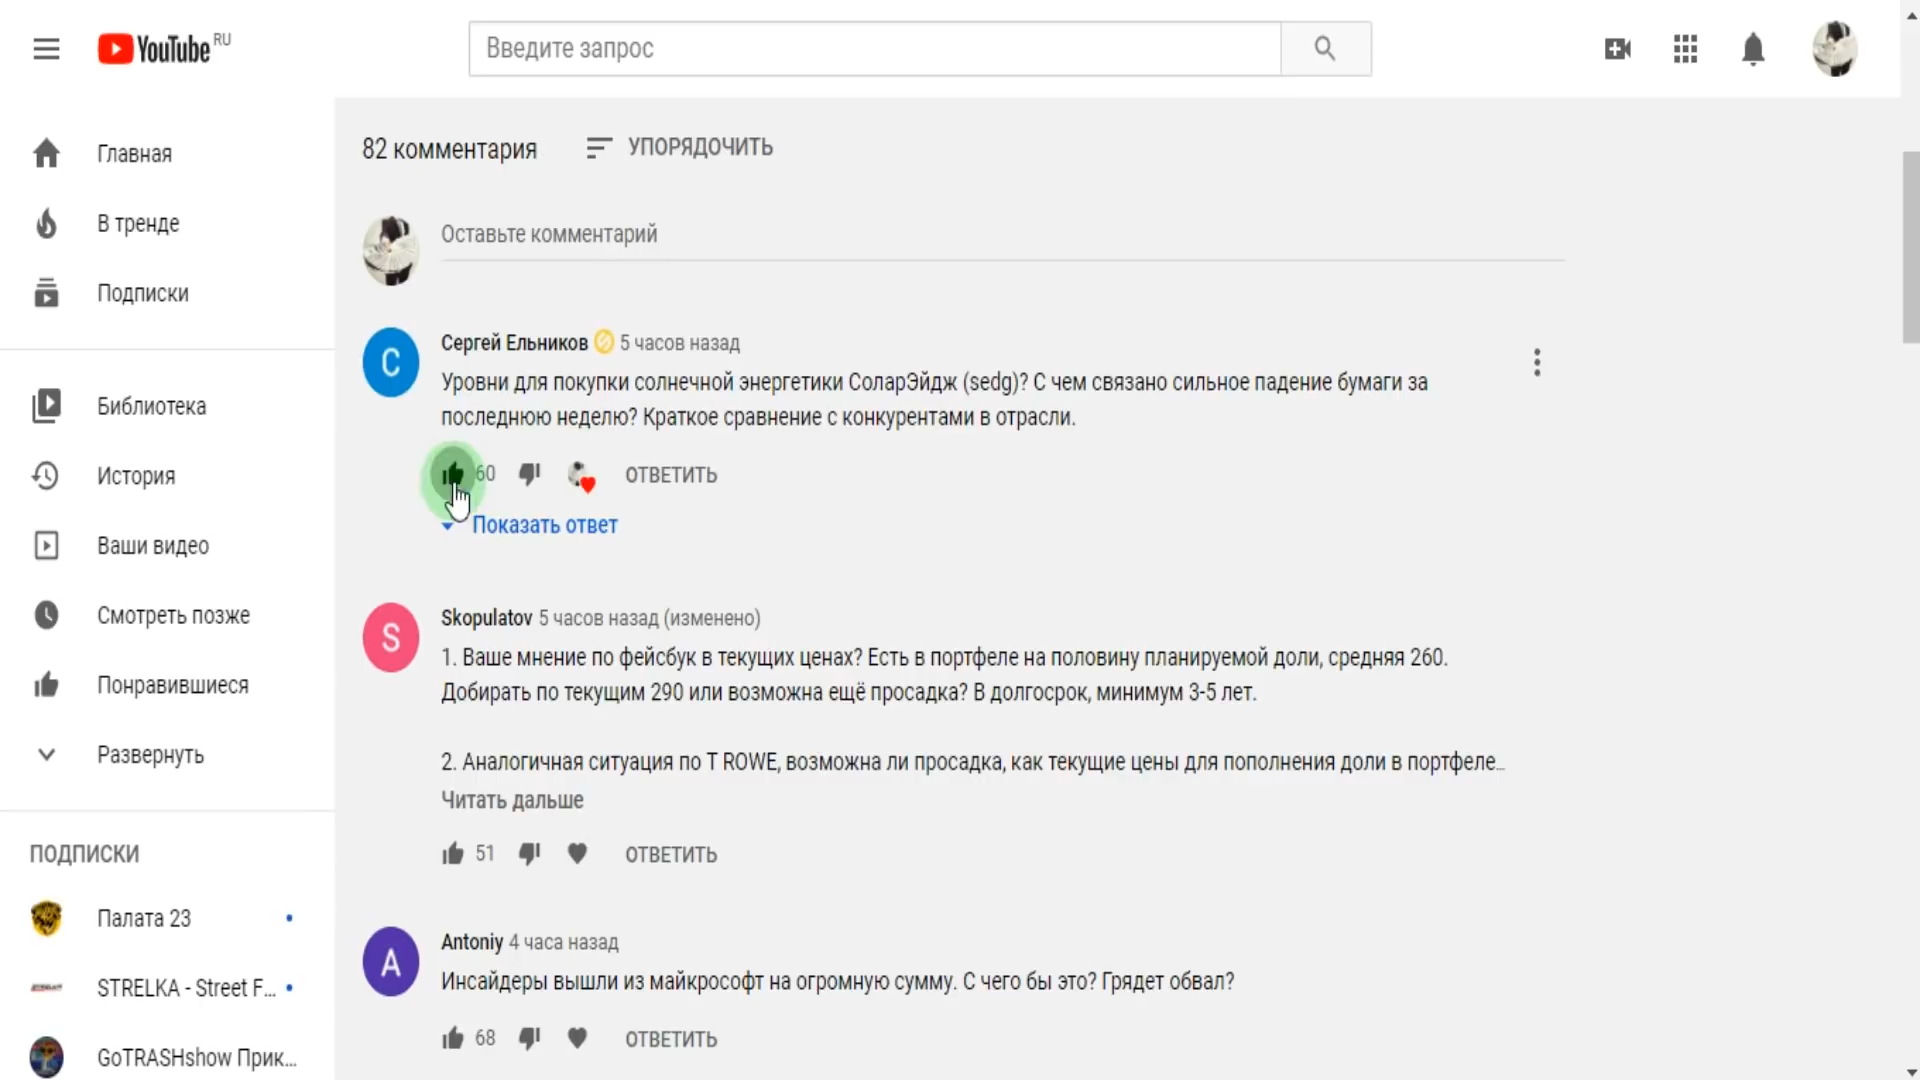 YouTube RU
Введите запрос
Главная
В тренде
Подписки
Библиотека
История
Ваши видео
Смотреть позже
Понравившиеся
Развернуть
ПОДПИСКИ
Палата 23
STRELKA - Street F...
GoTRASHshow Прик...
82 комментария
УПОРЯДОЧИТЬ
Оставьте комментарий
С
Сергей Ельников 5 часов назад
Уровни для покупки солнечной энергетики СоларЭйдж (sedg)? С чем связано сильное падение бумаги за
последнюю неделю? Краткое сравнение с конкурентами в отрасли.
60 ОТВЕТИТЬ
Показать ответ
S
Skopulatov 5 часов назад (изменено)
1. Ваше мнение по фейсбук в текущих ценах? Есть в портфеле на половину планируемой доли, средняя 260.
Добирать по текущим 290 или возможна ещё просадка? В долгосрок, минимум 3-5 лет.
2. Аналогичная ситуация по T ROWE, возможна ли просадка, как текущие цены для пополнения доли в портфеле...
Читать дальше
51 ОТВЕТИТЬ
A
Antoniy 4 часа назад
Инсайдеры вышли из майкрософт на огромную сумму. С чего бы это? Грядет обвал?
68 ОТВЕТИТЬ